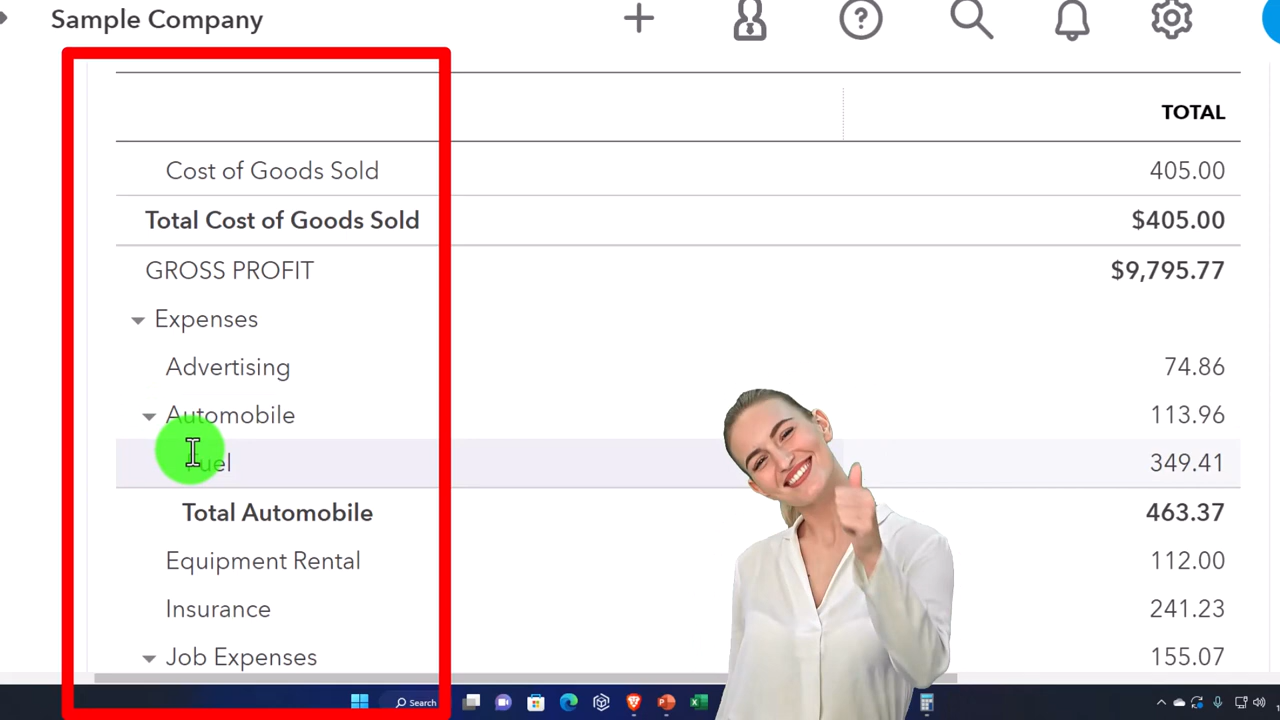 Sample Company
TOTAL
Cost of Goods Sold 405.00
Total Cost of Goods Sold $405.00
GROSS PROFIT $9,795.77
Expenses
Advertising 74.86
Automobile 113.96
Fuel 349.41
Total Automobile 463.37
Equipment Rental 112.00
Insurance 241.23
Job Expenses 155.07
Search